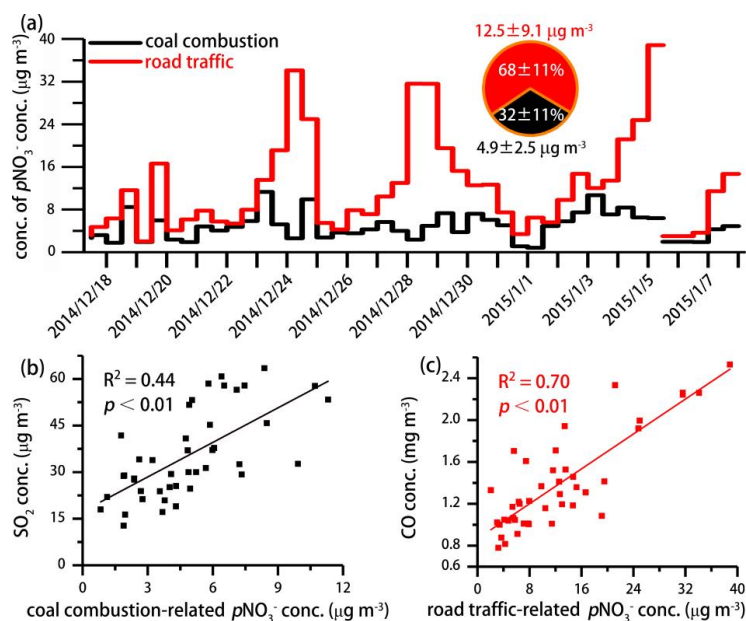 (a)
conc. of pNO₃⁻ conc. (μg m⁻³)
40
32
24
16
8
0
coal combustion
road traffic
12.5±9.1 μg m⁻³
68±11%
32±11%
4.9±2.5 μg m⁻³
2014/12/18
2014/12/20
2014/12/22
2014/12/24
2014/12/26
2014/12/28
2014/12/30
2015/1/1
2015/1/3
2015/1/5
2015/1/7
(b)
R² = 0.44
p < 0.01
SO₂ conc. (μg m⁻³)
60
45
30
15
0
0 3 6 9 12
coal combustion-related pNO₃⁻ conc. (μg m⁻³)
(c)
R² = 0.70
p < 0.01
CO conc. (mg m⁻³)
2.4
2.0
1.6
1.2
0.8
0.6
0 8 16 24 32 40
road traffic-related pNO₃⁻ conc. (μg m⁻³)